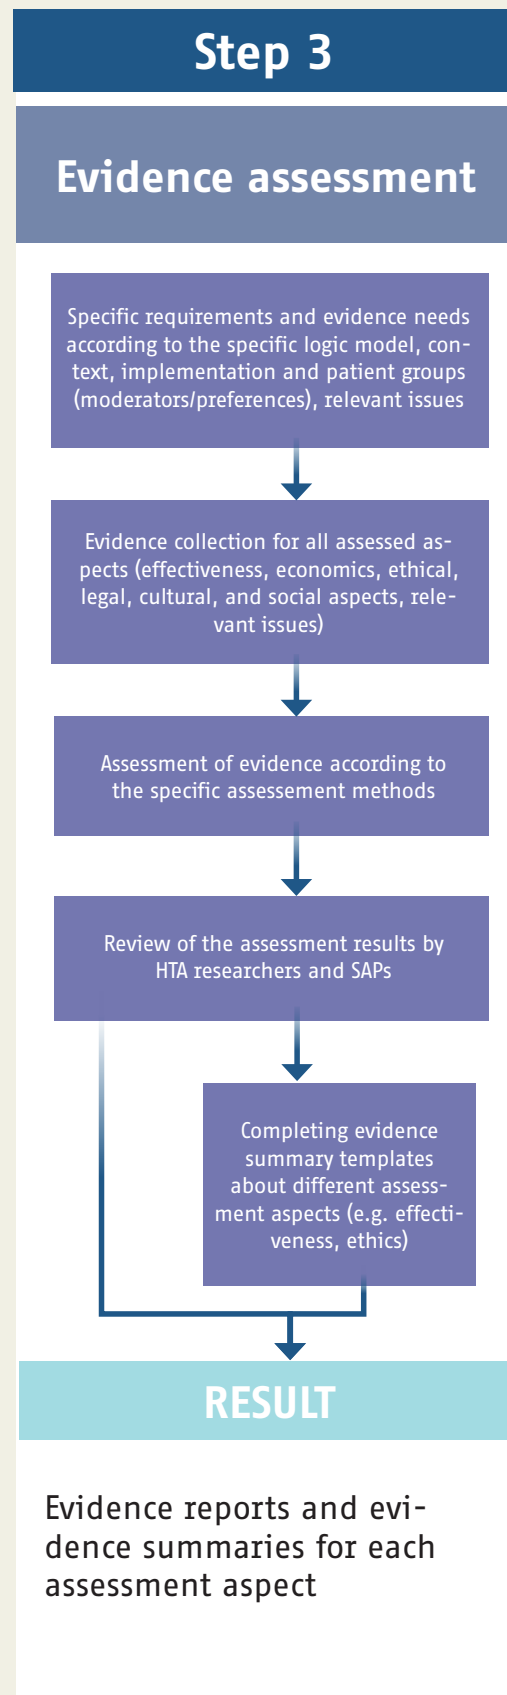 Step 3
Evidence assessment
Specific requirements and evidence needs
according to the specific logic model, con-
text, implementation and patient groups
(moderators/preferences), relevant issues
Evidence collection for all assessed as-
pects (effectiveness, economics, ethical,
legal, cultural, and social aspects, rele-
vant issues)
Assessment of evidence according to
the specific assessement methods
Review of the assessment results by
HTA researchers and SAPs
Completing evidence
summary templates
about different assess-
ment aspects (e.g. effecti-
veness, ethics)
RESULT
Evidence reports and evi-
dence summaries for each
assessment aspect